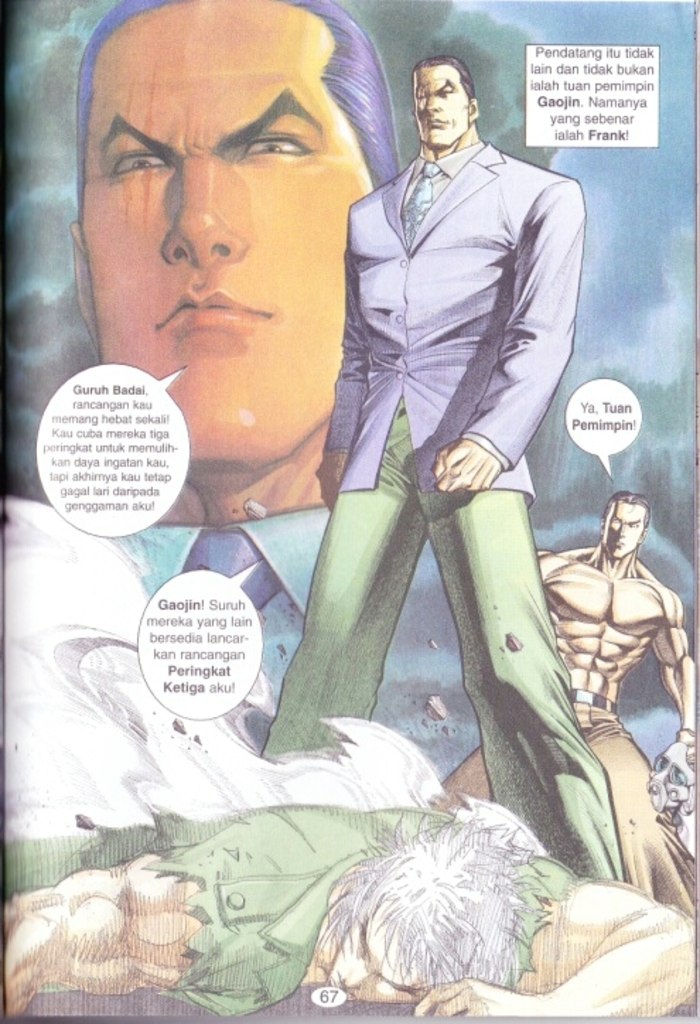 Pendatang itu tidak
lain dan tidak bukan
ialah tuan pemimpin
Gaojin. Namanya
yang sebenar
ialah Frank!
Guruh Badai,
rancangan kau
memang hebat sekali!
Kau cuba mereka tiga
peringkat untuk memulih-
kan daya ingatan kau,
tapi akhirnya kau tetap
gagal lari daripada
genggaman aku!
Ya, Tuan
Pemimpin!
Gaojin! Suruh
mereka yang lain
bersedia lancar-
kan rancangan
Peringkat
Ketiga aku!
67